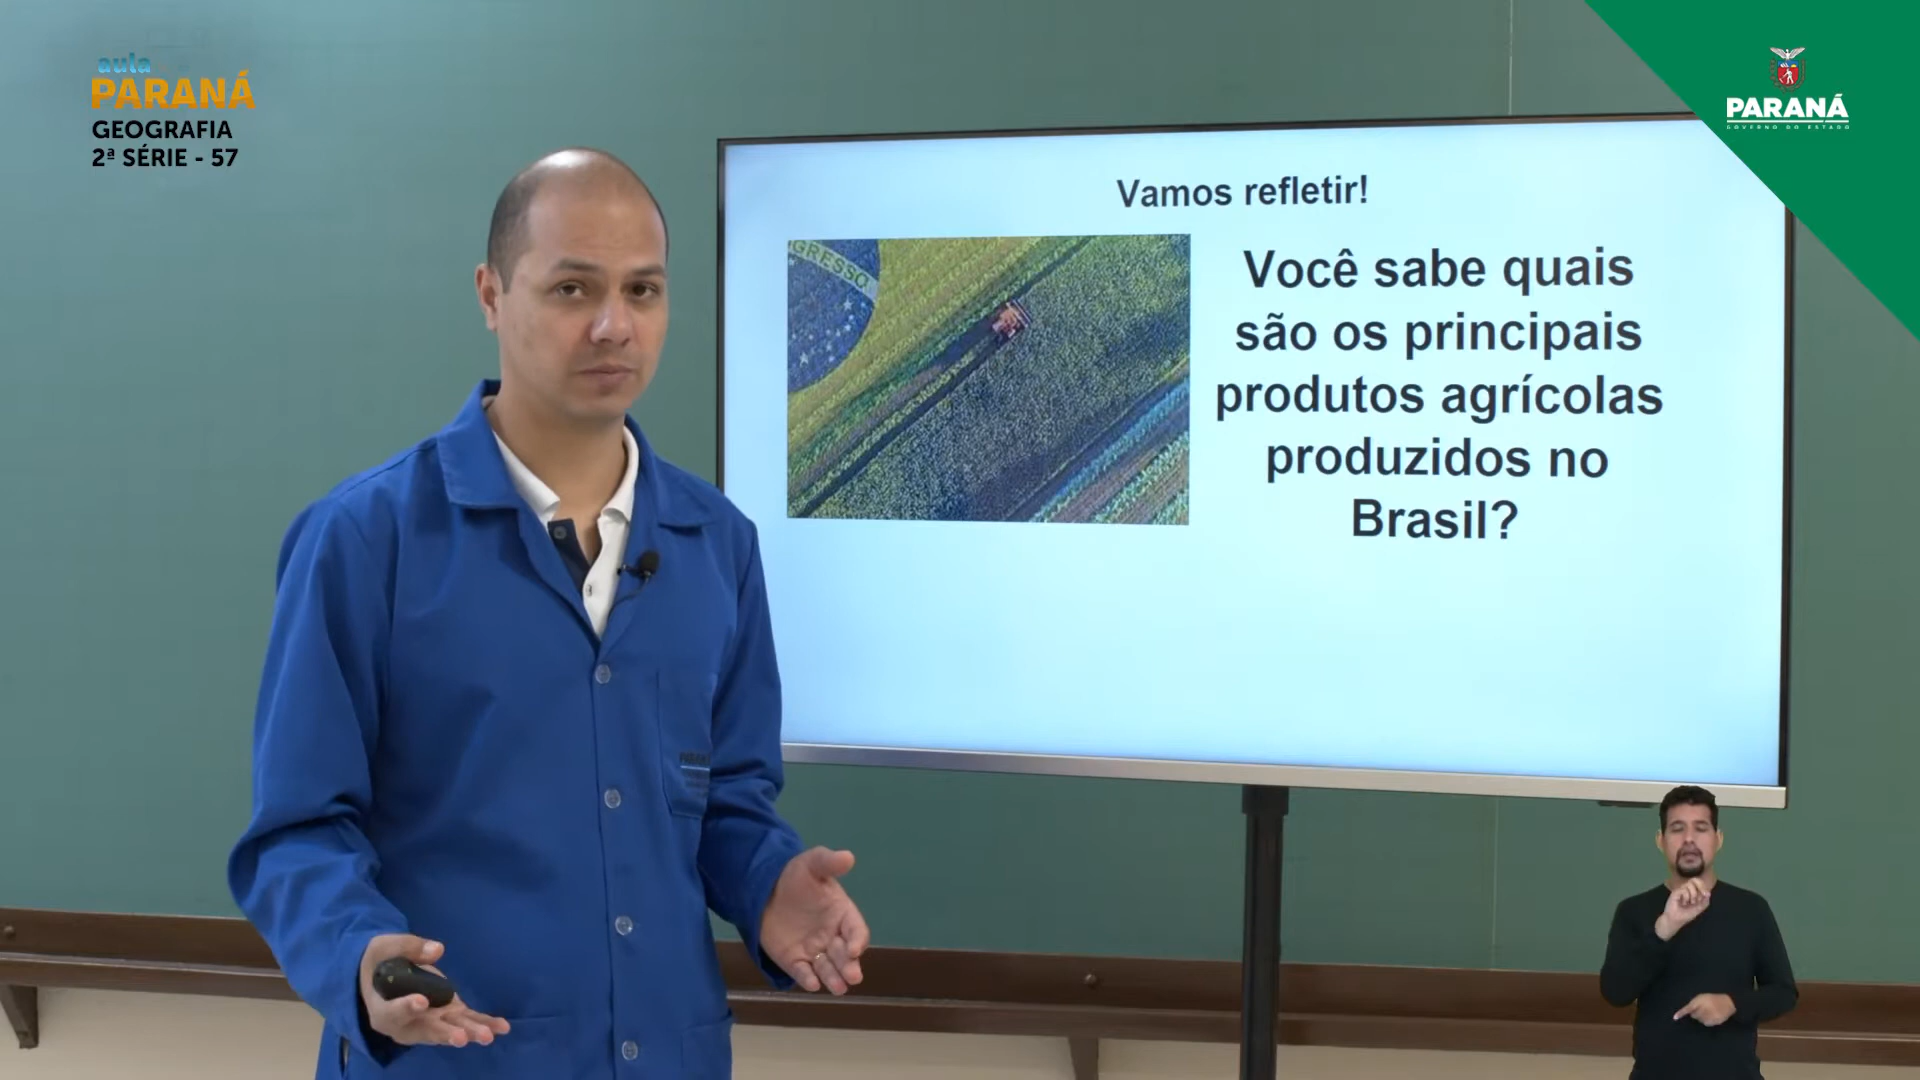 aula
PARANÁ
GEOGRAFIA
2ª SÉRIE - 57
PARANÁ
GOVERNO DO ESTADO
Vamos refletir!
GRESSO
Você sabe quais
são os principais
produtos agrícolas
produzidos no
Brasil?
PARANÁ